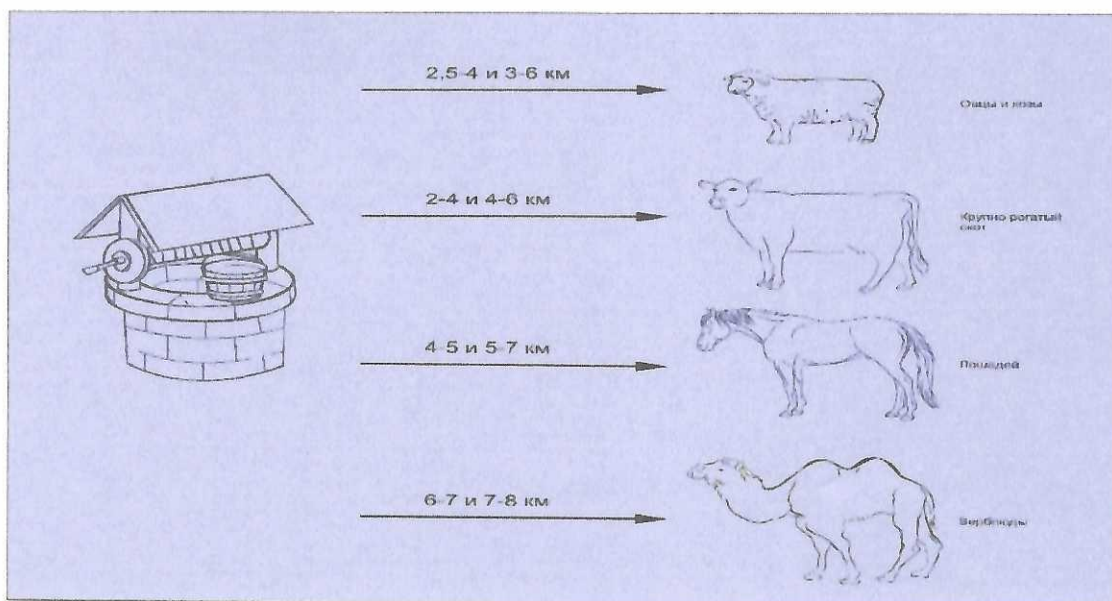 2,5-4 и 3-6 км
Овцы и козы
2-4 и 4-6 км
Крупно рогатый
скот
4-5 и 5-7 км
Лошадей
6-7 и 7-8 км
Верблюды